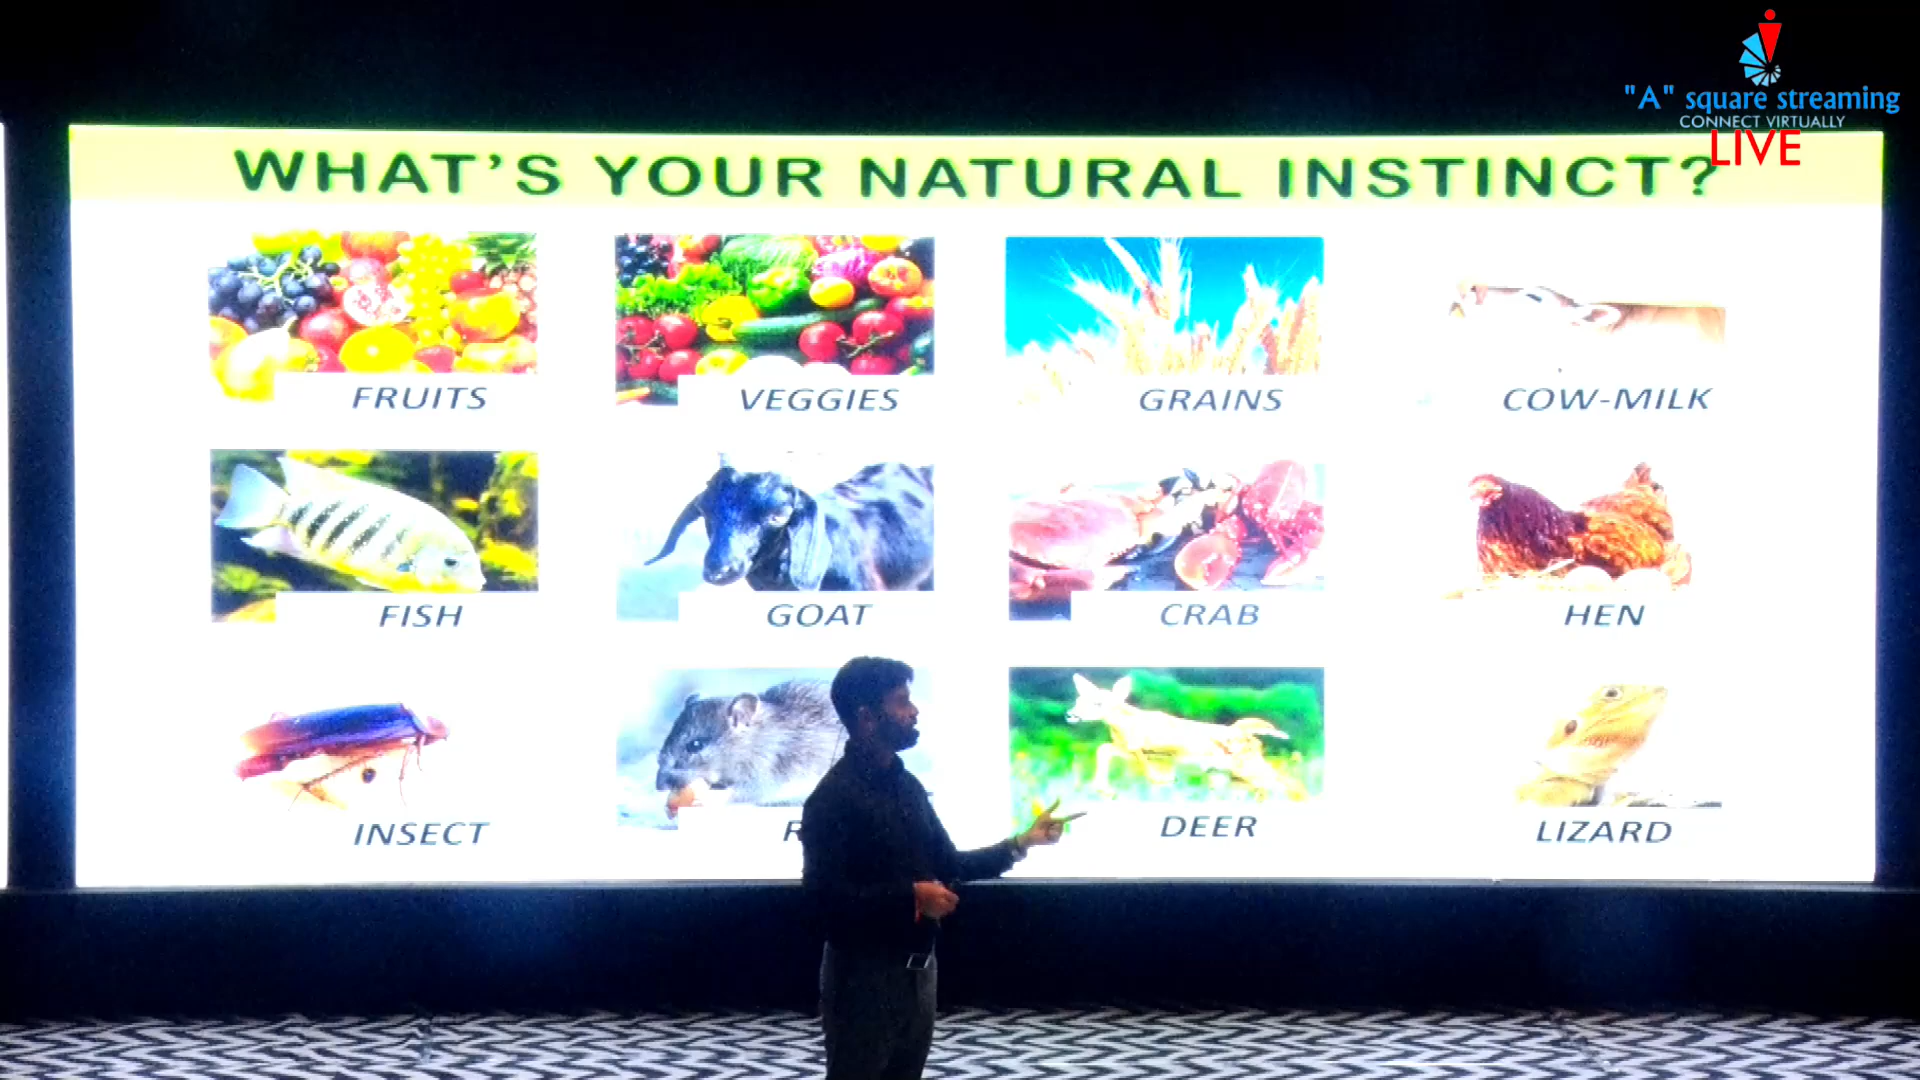 "A" square streaming
CONNECT VIRTUALLY
LIVE
WHAT'S YOUR NATURAL INSTINCT?
FRUITS
VEGGIES
GRAINS
COW-MILK
FISH
GOAT
CRAB
HEN
INSECT
DEER
LIZARD